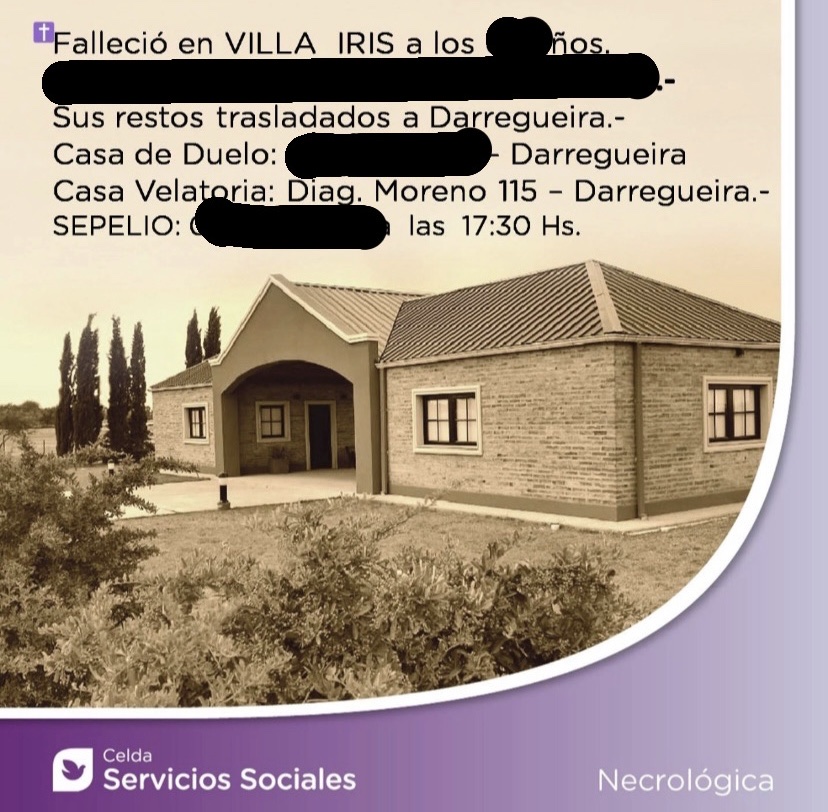 Falleció en VILLA IRIS a los
.-
Sus restos trasladados a Darregueira.-
Casa de Duelo: - Darregueira
Casa Velatoria: Diag. Moreno 115 – Darregueira.-
SEPELIO: a las 17:30 Hs.
Celda
Servicios Sociales
Necrológica